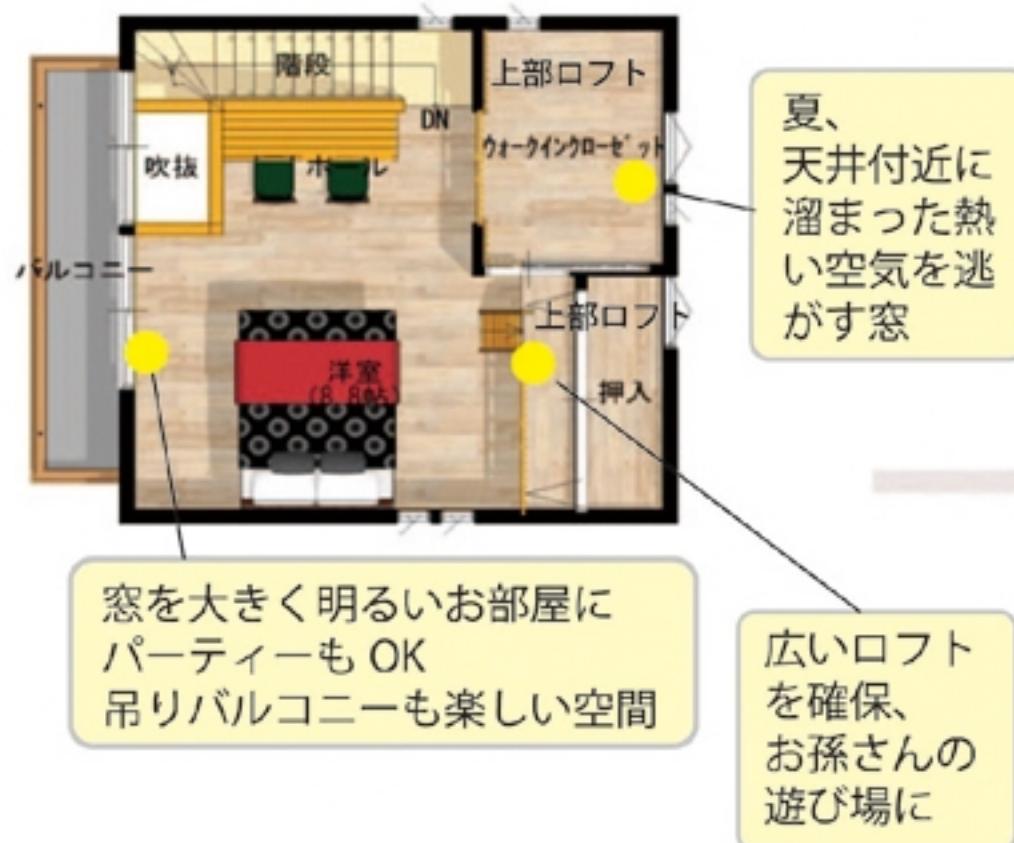 階段
上部ロフト
DN
ウォークインクローゼット
吹抜
ホール
バルコニー
上部ロフト
洋室
(8.8帖)
押入
夏、
天井付近に
溜まった熱
い空気を逃
がす窓
窓を大きく明るいお部屋に
パーティーも OK
吊りバルコニーも楽しい空間
広いロフト
を確保、
お孫さんの
遊び場に